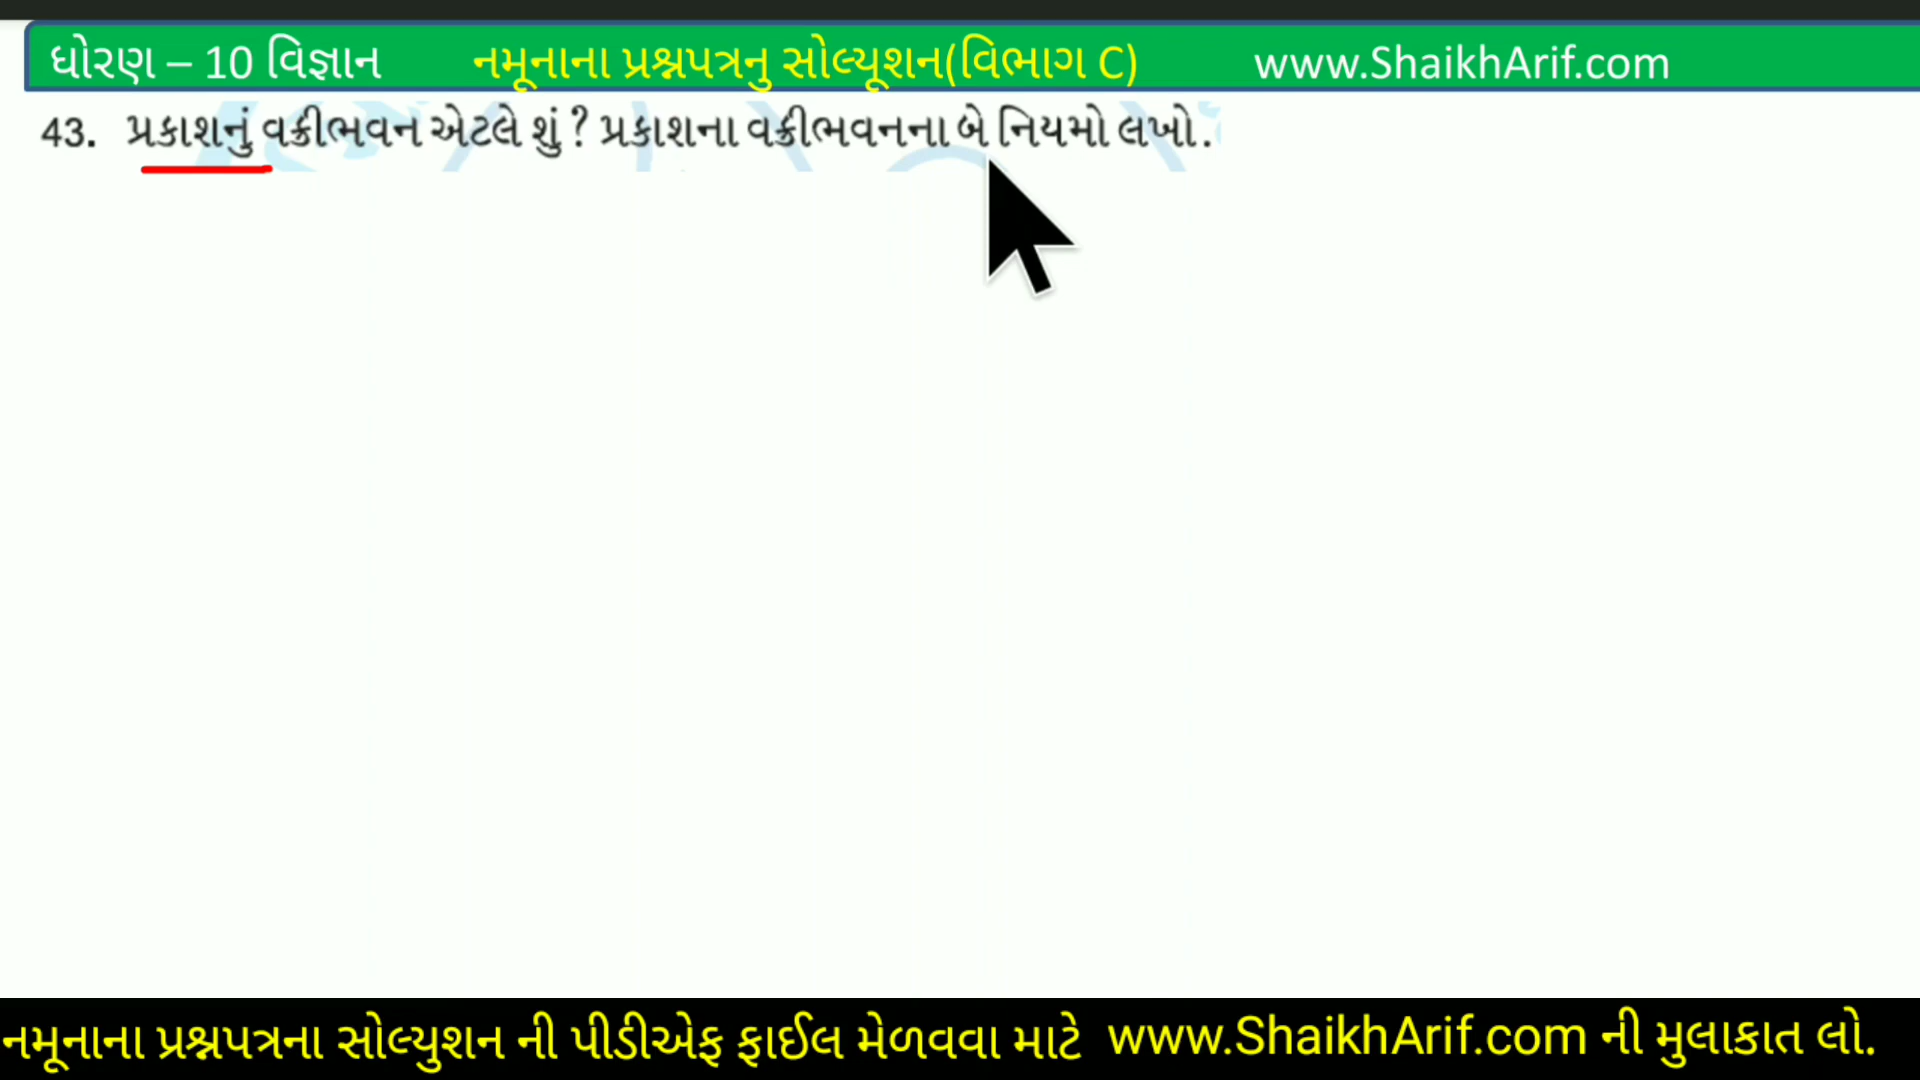 ધોરણ – 10 વિજ્ઞાન નમૂનાના પ્રશ્નપત્રનુ સોલ્યૂશન(વિભાગ C) www.ShaikhArif.com
43. પ્રકાશનું વક્રીભવન એટલે શું ? પ્રકાશના વક્રીભવનના બે નિયમો લખો.
નમૂનાના પ્રશ્નપત્રના સોલ્યુશન ની પીડીએફ ફાઈલ મેળવવા માટે www.ShaikhArif.com ની મુલાકાત લો.